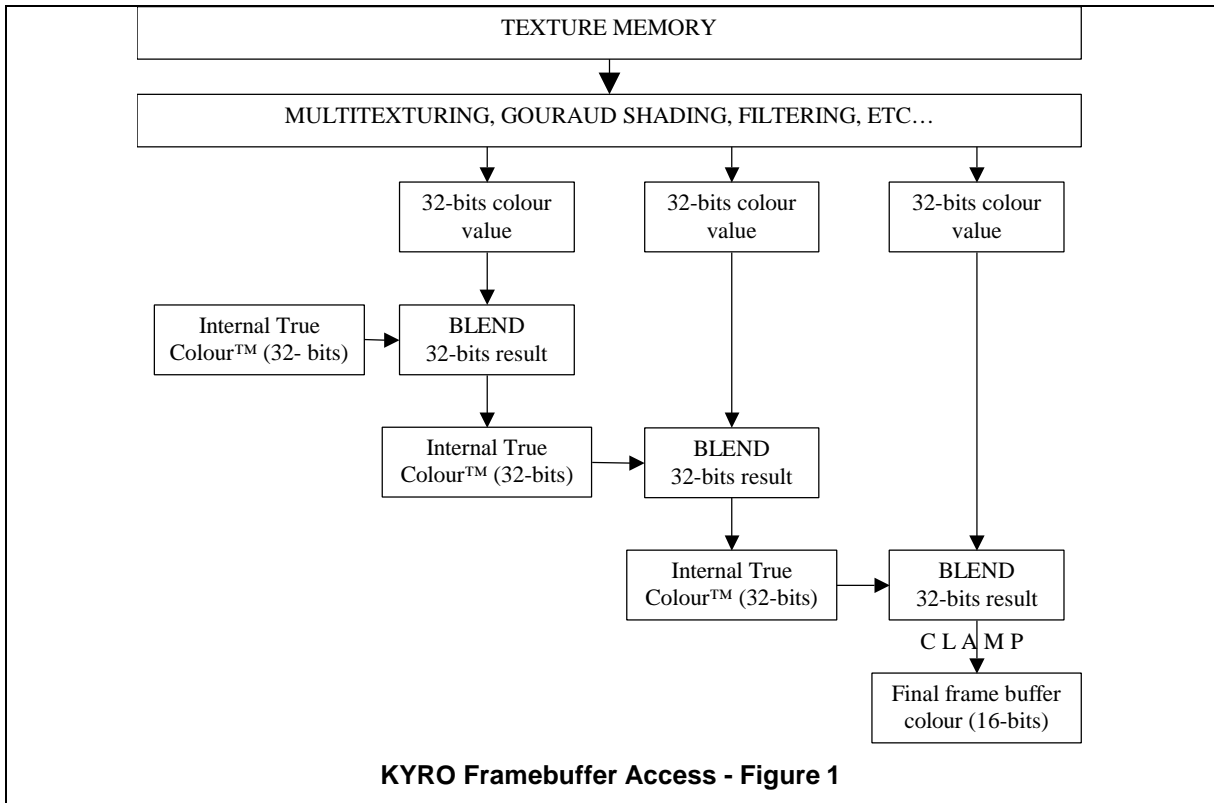 TEXTURE MEMORY
MULTITEXTURING, GOURAUD SHADING, FILTERING, ETC…
32-bits colour
value
32-bits colour
value
32-bits colour
value
Internal True
Colour™ (32- bits)
BLEND
32-bits result
Internal True
Colour™ (32-bits)
BLEND
32-bits result
Internal True
Colour™ (32-bits)
BLEND
32-bits result
C L A M P
Final frame buffer
colour (16-bits)
KYRO Framebuffer Access - Figure 1